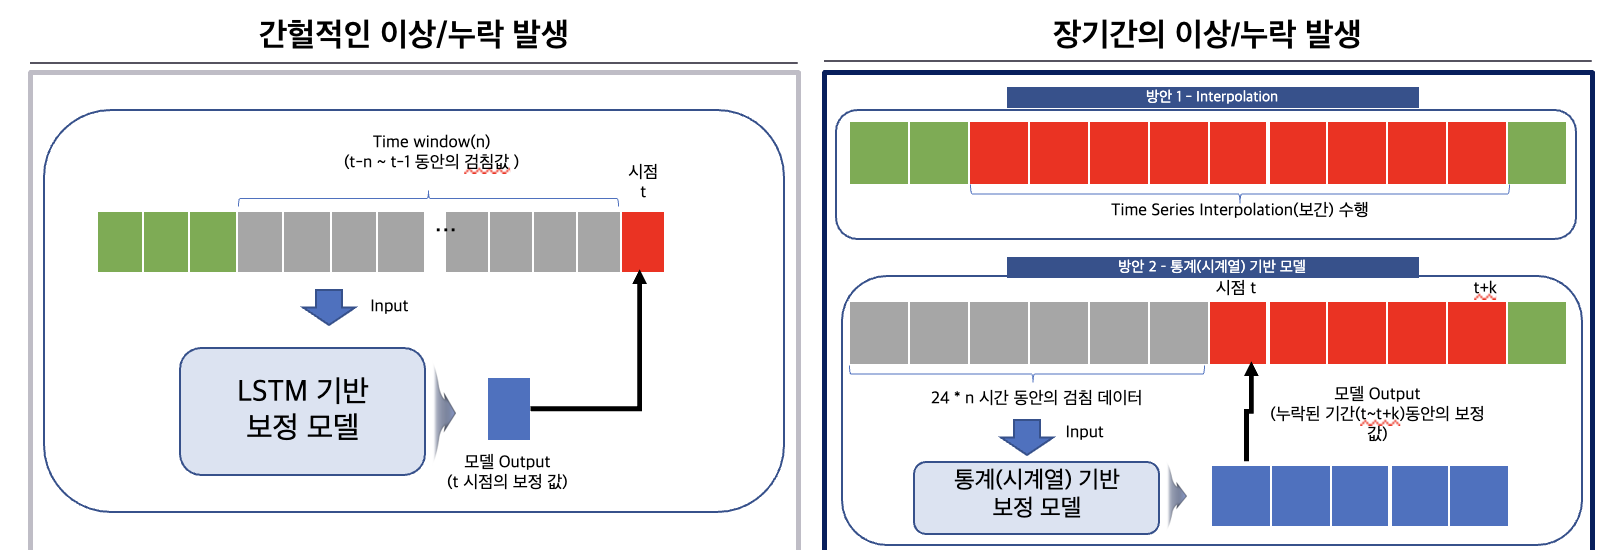 간헐적인 이상/누락 발생
Time window(n)
(t-n ~ t-1 동안의 검침값 )
시점
t
...
Input
LSTM 기반
보정 모델
모델 Output
(t 시점의 보정 값)
장기간의 이상/누락 발생
방안 1 - Interpolation
Time Series Interpolation(보간) 수행
방안 2 - 통계(시계열) 기반 모델
시점 t
t+k
24 * n 시간 동안의 검침 데이터
모델 Output
(누락된 기간(t~t+k)동안의 보정
값)
Input
통계(시계열) 기반
보정 모델